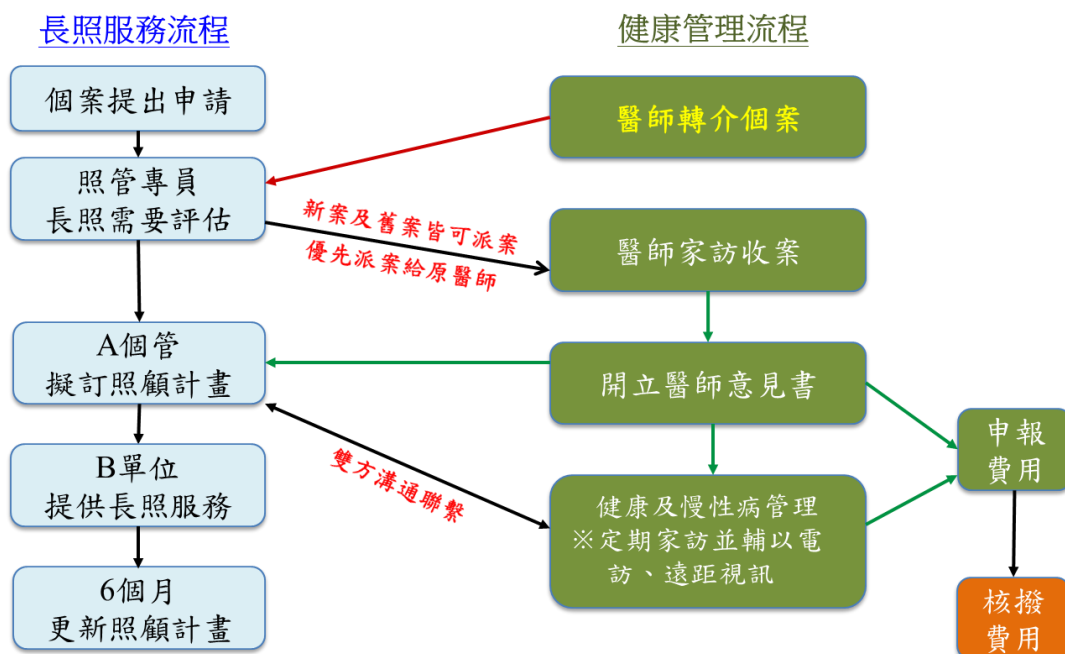 長照服務流程
個案提出申請
照管專員
長照需要評估
A個管
擬訂照顧計畫
B單位
提供長照服務
6個月
更新照顧計畫
新案及舊案皆可派案
優先派案給原醫師
雙方溝通聯繫
健康管理流程
醫師轉介個案
醫師家訪收案
開立醫師意見書
健康及慢性病管理
※定期家訪並輔以電
訪、遠距視訊
申報
費用
核撥
費用